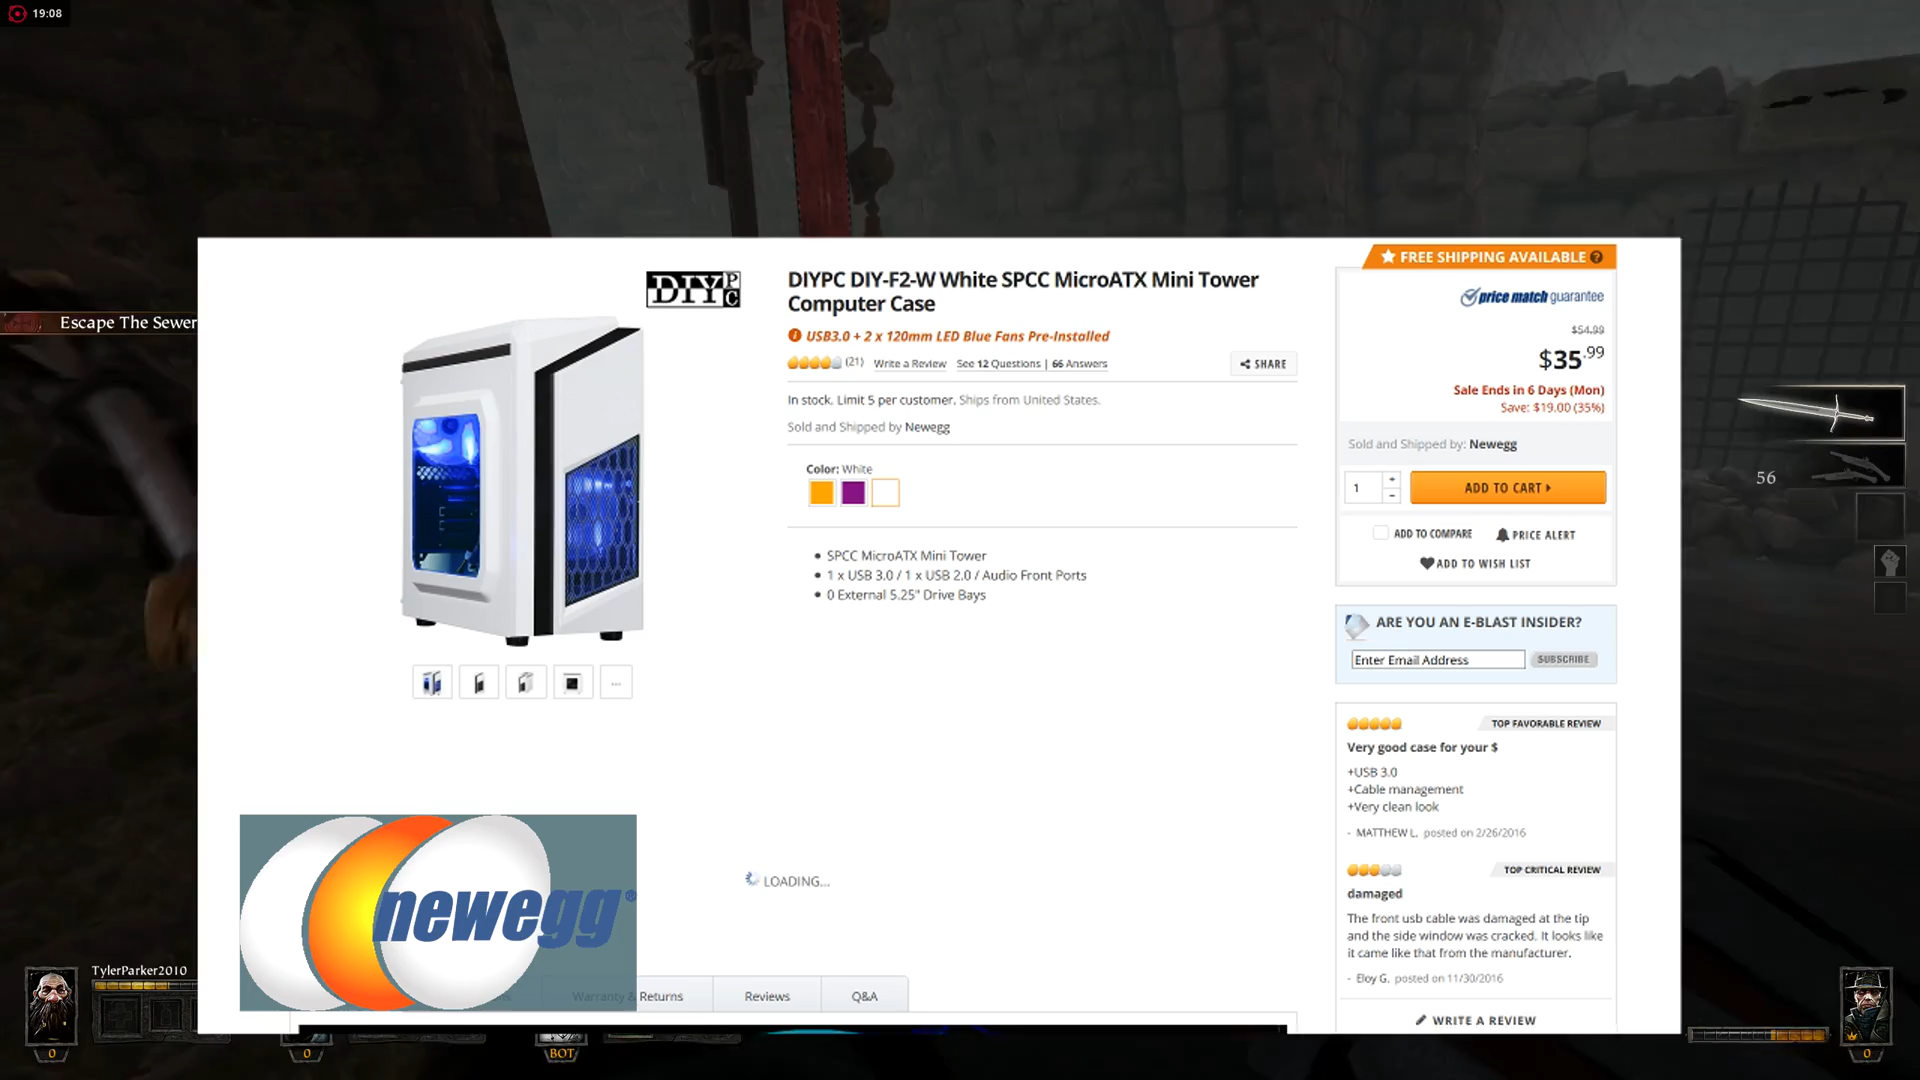 19:08
Escape The Sewer
DIYPC
DIYPC DIY-F2-W White SPCC MicroATX Mini Tower
Computer Case
USB3.0 + 2 x 120mm LED Blue Fans Pre-Installed
(21) Write a Review See 12 Questions | 66 Answers
SHARE
In stock. Limit 5 per customer. Ships from United States.
Sold and Shipped by Newegg
Color: White
• SPCC MicroATX Mini Tower
• 1 x USB 3.0 / 1 x USB 2.0 / Audio Front Ports
• 0 External 5.25" Drive Bays
LOADING...
newegg®
Warranty & Returns
Reviews
Q&A
FREE SHIPPING AVAILABLE ?
price match guarantee
$54.99
$35.99
Sale Ends in 6 Days (Mon)
Save: $19.00 (35%)
Sold and Shipped by: Newegg
1 + −
ADD TO CART
ADD TO COMPARE
PRICE ALERT
ADD TO WISH LIST
ARE YOU AN E-BLAST INSIDER?
Enter Email Address
SUBSCRIBE
TOP FAVORABLE REVIEW
Very good case for your $
+USB 3.0
+Cable management
+Very clean look
- MATTHEW L. posted on 2/26/2016
TOP CRITICAL REVIEW
damaged
The front usb cable was damaged at the tip
and the side window was cracked. It looks like
it came like that from the manufacturer.
- Eloy G. posted on 11/30/2016
WRITE A REVIEW
56
TylerParker2010
0
0
BOT
0